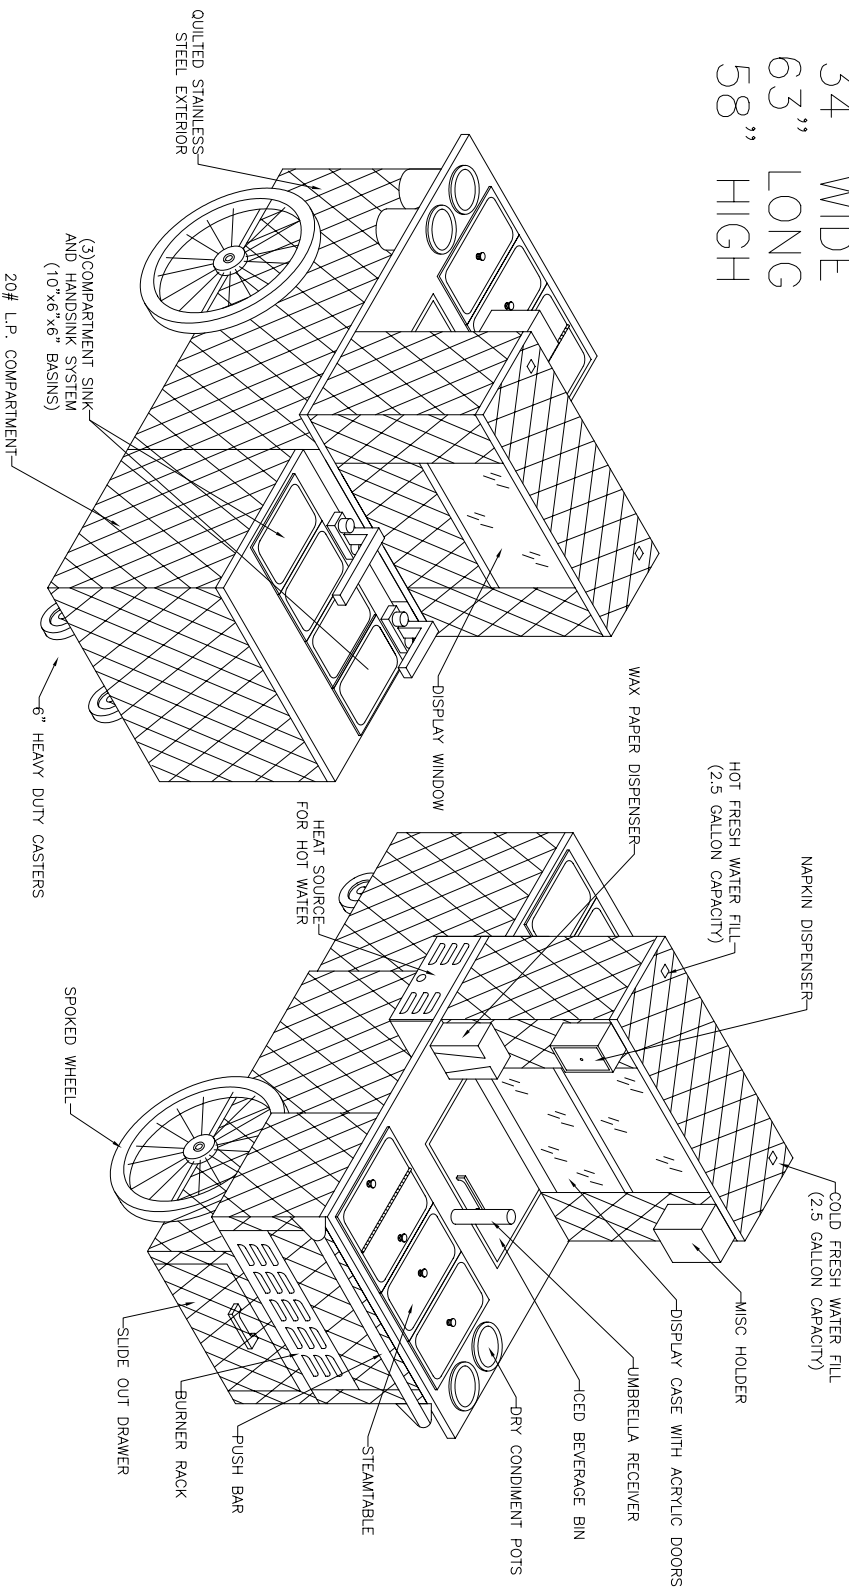 34 WIDE
63" LONG
58" HIGH
NAPKIN DISPENSER
COLD FRESH WATER FILL
(2.5 GALLON CAPACITY)
HOT FRESH WATER FILL
(2.5 GALLON CAPACITY)
MISC HOLDER
DISPLAY CASE WITH ACRYLIC DOORS
WAX PAPER DISPENSER
UMBRELLA RECEIVER
ICED BEVERAGE BIN
DRY CONDIMENT POTS
DISPLAY WINDOW
STEAMTABLE
HEAT SOURCE
FOR HOT WATER
PUSH BAR
BURNER RACK
SLIDE OUT DRAWER
SPOKED WHEEL
QUILTED STAINLESS
STEEL EXTERIOR
(3)COMPARTMENT SINK
AND HANDSINK SYSTEM
(10"x6"x6" BASINS)
20# L.P. COMPARTMENT
6" HEAVY DUTY CASTERS